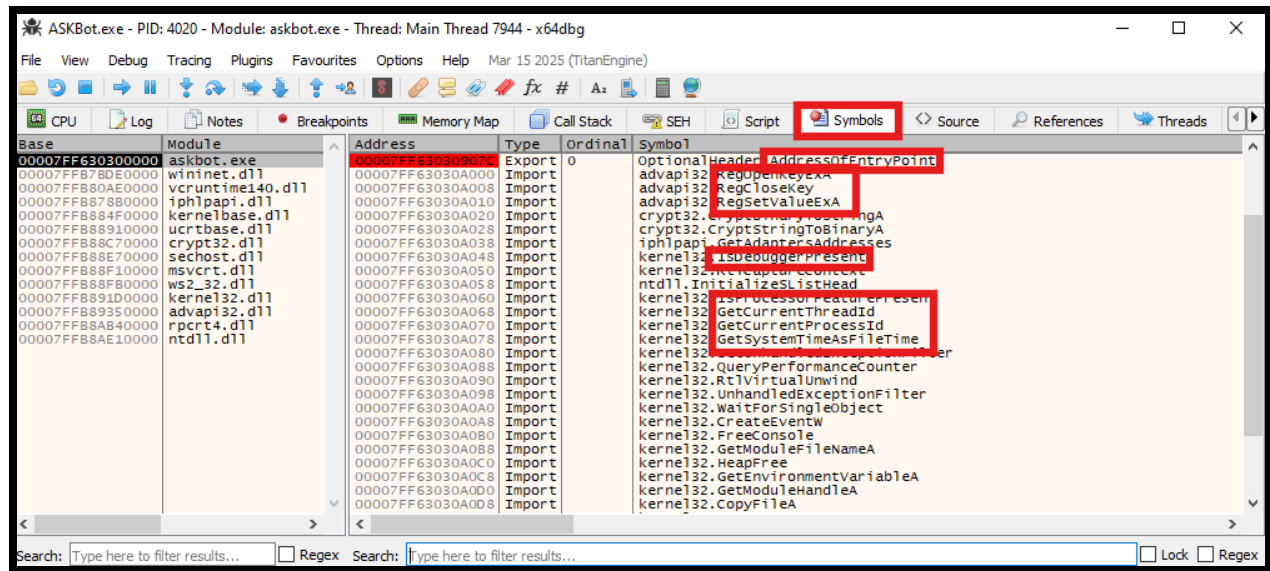 ASKBot.exe - PID: 4020 - Module: askbot.exe - Thread: Main Thread 7944 - x64dbg
File View Debug Tracing Plugins Favourites Options Help Mar 15 2025 (TitanEngine)
CPU Log Notes Breakpoints Memory Map Call Stack SEH Script Symbols Source References Threads
Base Module
00007FF630300000 askbot.exe
00007FFB7BDE0000 wininet.dll
00007FFB80AE0000 vcruntime140.dll
00007FFB878B0000 iphlpapi.dll
00007FFB884F0000 kernelbase.dll
00007FFB88910000 ucrtbase.dll
00007FFB88C70000 crypt32.dll
00007FFB88E70000 sechost.dll
00007FFB88F10000 msvcrt.dll
00007FFB88FB0000 ws2_32.dll
00007FFB891D0000 kernel32.dll
00007FFB89350000 advapi32.dll
00007FFB8AB40000 rpcrt4.dll
00007FFB8AE10000 ntdll.dll
Address Type Ordinal Symbol
00007FF63030907C Export 0 OptionalHeader.AddressOfEntryPoint
00007FF63030A000 Import advapi32.RegOpenKeyExA
00007FF63030A008 Import advapi32.RegCloseKey
00007FF63030A010 Import advapi32.RegSetValueExA
00007FF63030A020 Import crypt32.CryptBinaryToStringA
00007FF63030A028 Import crypt32.CryptStringToBinaryA
00007FF63030A038 Import iphlpapi.GetAdaptersAddresses
00007FF63030A048 Import kernel32.IsDebuggerPresent
00007FF63030A050 Import kernel32.RtlCaptureContext
00007FF63030A058 Import ntdll.InitializeSListHead
00007FF63030A060 Import kernel32.IsProcessorFeaturePresen
00007FF63030A068 Import kernel32.GetCurrentThreadId
00007FF63030A070 Import kernel32.GetCurrentProcessId
00007FF63030A078 Import kernel32.GetSystemTimeAsFileTime
00007FF63030A080 Import kernel32.SetUnhandledExceptionFilter
00007FF63030A088 Import kernel32.QueryPerformanceCounter
00007FF63030A090 Import kernel32.RtlVirtualUnwind
00007FF63030A098 Import kernel32.UnhandledExceptionFilter
00007FF63030A0A0 Import kernel32.WaitForSingleObject
00007FF63030A0A8 Import kernel32.CreateEventW
00007FF63030A0B0 Import kernel32.FreeConsole
00007FF63030A0B8 Import kernel32.GetModuleFileNameA
00007FF63030A0C0 Import kernel32.HeapFree
00007FF63030A0C8 Import kernel32.GetEnvironmentVariableA
00007FF63030A0D0 Import kernel32.GetModuleHandleA
00007FF63030A0D8 Import kernel32.CopyFileA
Search: Type here to filter results... Regex Search: Type here to filter results... Lock Regex